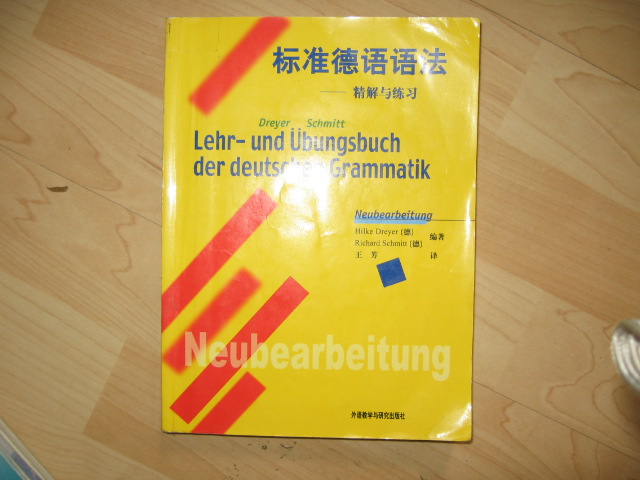 标准德语语法
—— 精解与练习
Dreyer Schmitt
Lehr- und Übungsbuch
der deutschen Grammatik
Neubearbeitung
Hilke Dreyer [德]
Richard Schmitt [德] 编著
王 芳 译
Neubearbeitung
外语教学与研究出版社